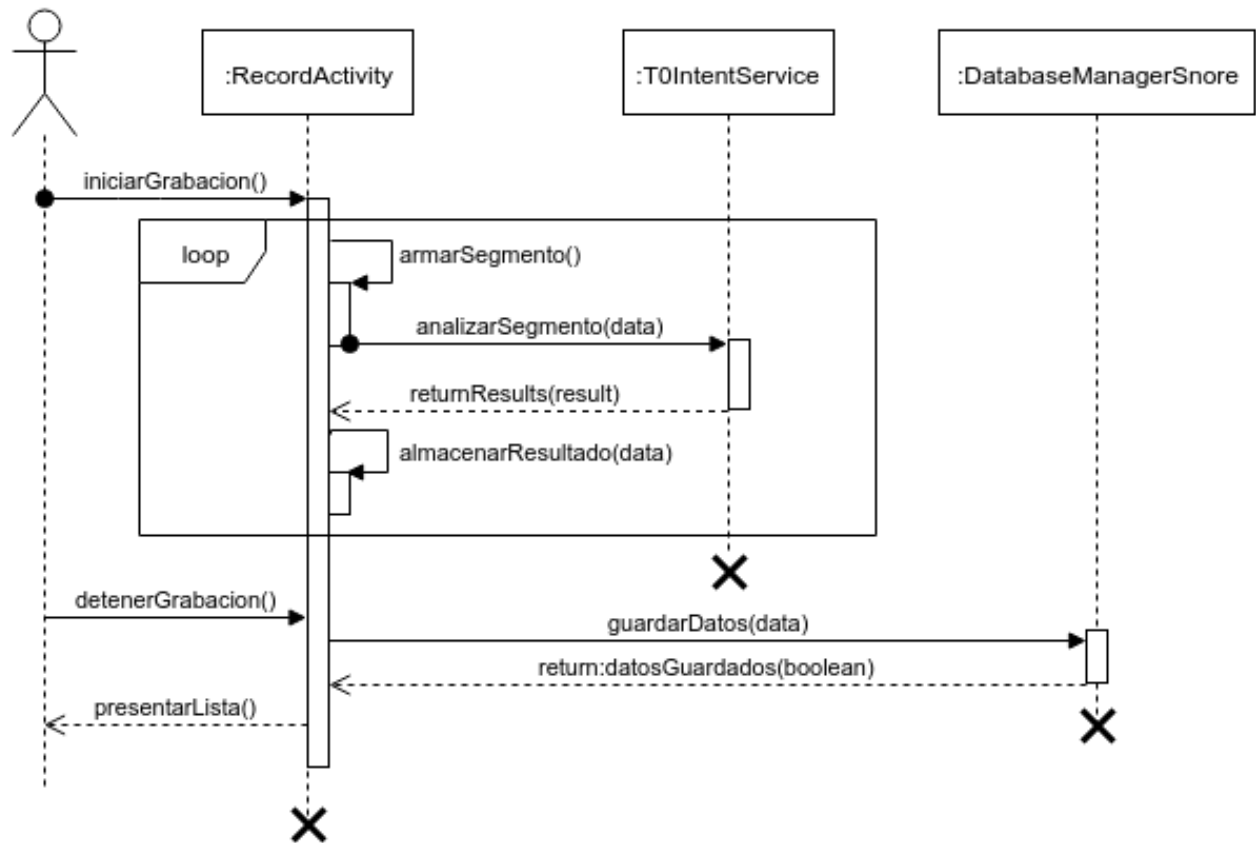 :RecordActivity
:T0IntentService
:DatabaseManagerSnore
iniciarGrabacion()
loop
armarSegmento()
analizarSegmento(data)
returnResults(result)
almacenarResultado(data)
detenerGrabacion()
guardarDatos(data)
return:datosGuardados(boolean)
presentarLista()